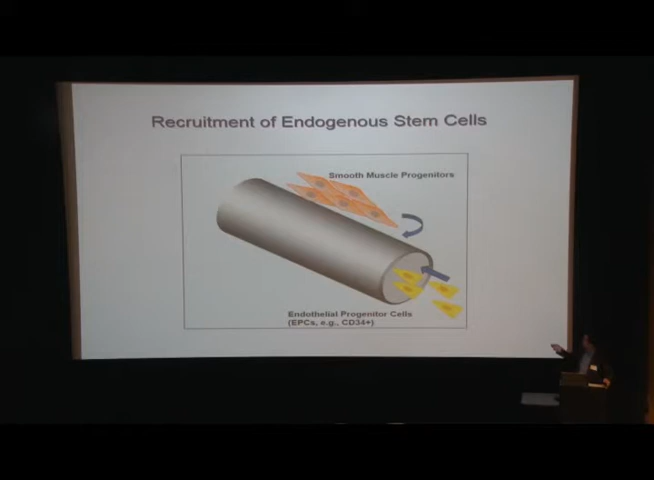 Recruitment of Endogenous Stem Cells
Smooth Muscle Progenitors
Endothelial Progenitor Cells
(EPCs, e.g., CD34+)